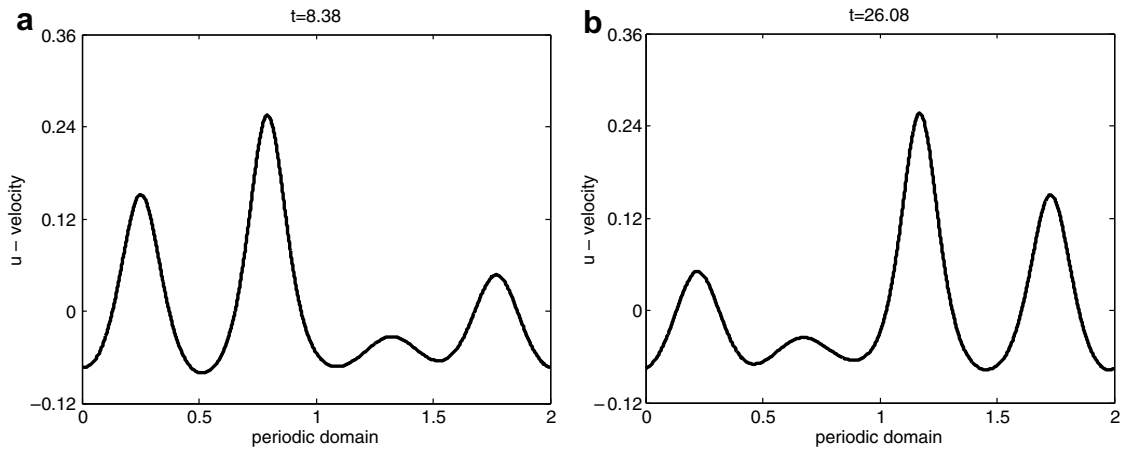 a
t=8.38
0.36
0.24
0.12
0
−0.12
u − velocity
0 0.5 1 1.5 2
periodic domain
b
t=26.08
0.36
0.24
0.12
0
−0.12
u − velocity
0 0.5 1 1.5 2
periodic domain